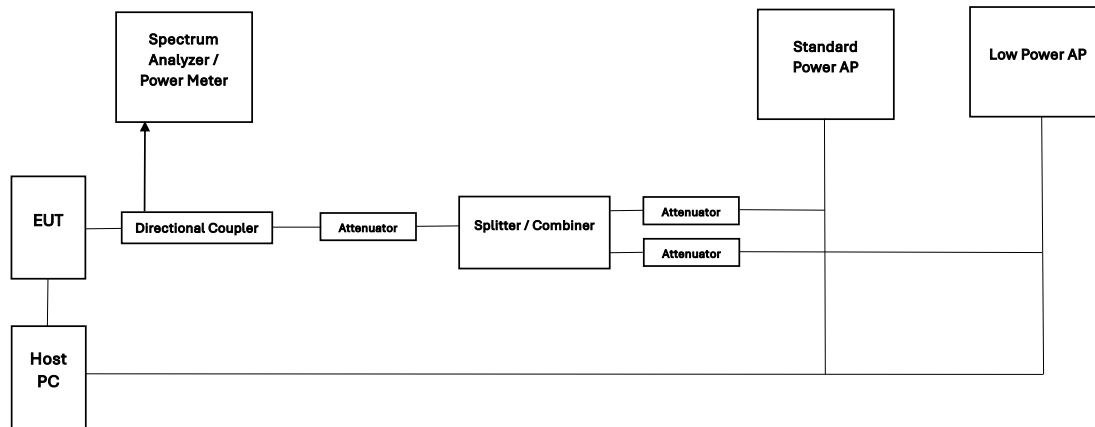 Spectrum
Analyzer /
Power Meter
Standard
Power AP
Low Power AP
EUT
Directional Coupler
Attenuator
Splitter / Combiner
Attenuator
Attenuator
Host
PC